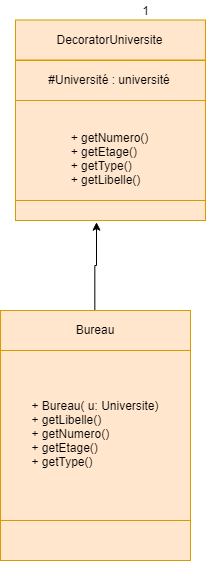 1
DecoratorUniversite
#Université : université
+ getNumero()
+ getEtage()
+ getType()
+ getLibelle()
Bureau
+ Bureau( u: Universite)
+ getLibelle()
+ getNumero()
+ getEtage()
+ getType()